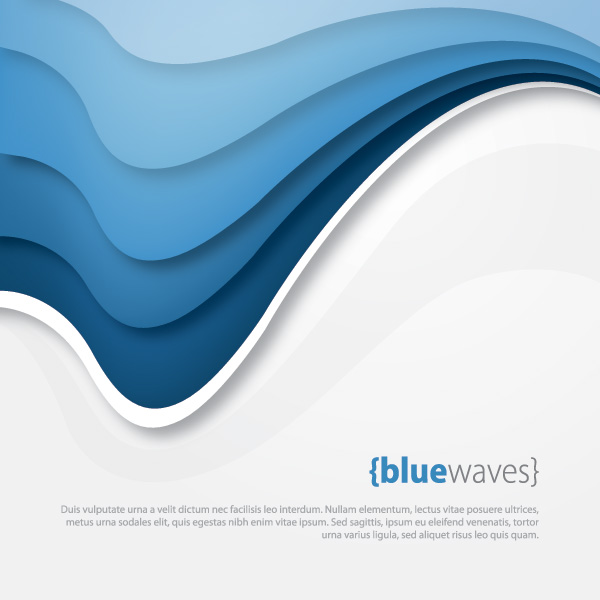 {bluewaves}
Duis vulputate urna a velit dictum nec facilisis leo interdum. Nullam elementum, lectus vitae posuere ultrices,
metus urna sodales elit, quis egestas nibh enim vitae ipsum. Sed sagittis, ipsum eu eleifend venenatis, tortor
urna varius ligula, sed aliquet risus leo quis quam.